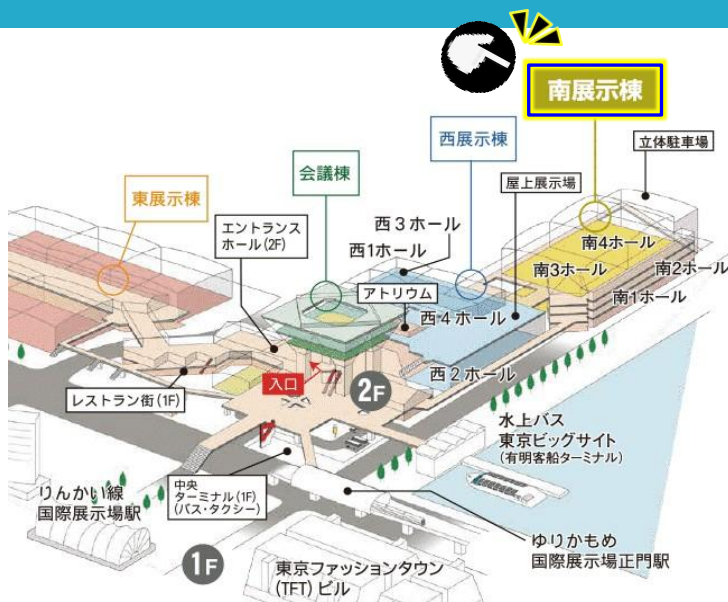 南展示棟
立体駐車場
西展示棟
会議棟
屋上展示場
東展示棟
エントランス
ホール(2F)
西3ホール
西1ホール
南4ホール
南3ホール
南2ホール
南1ホール
アトリウム
西4ホール
入口
2F
西2ホール
レストラン街(1F)
水上バス
東京ビッグサイト
(有明客船ターミナル)
りんかい線
国際展示場駅
中央
ターミナル(1F)
(バス・タクシー)
ゆりかもめ
国際展示場正門駅
1F
東京ファッションタウン
(TFT)ビル